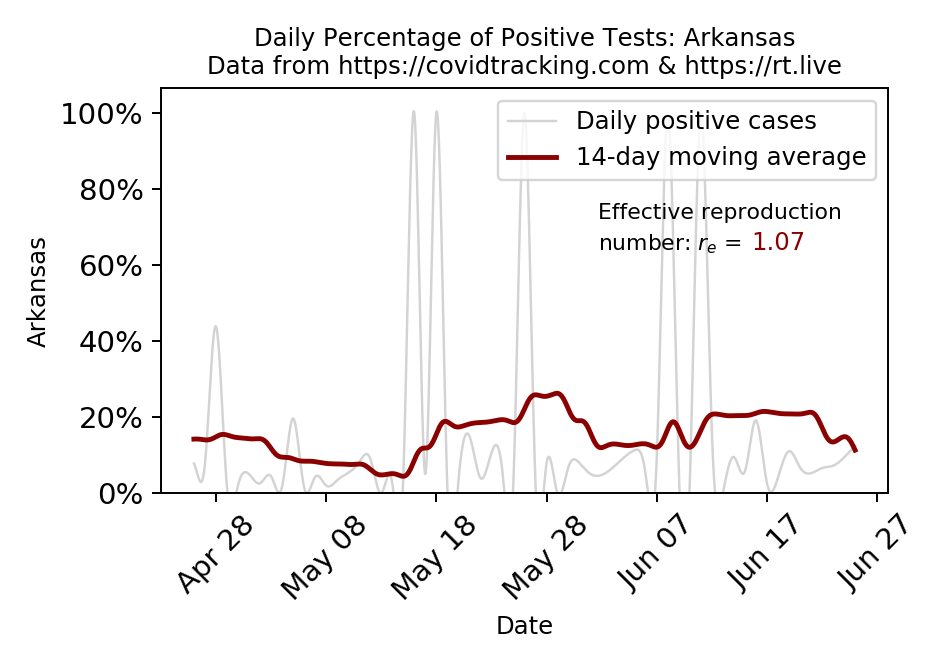 Daily Percentage of Positive Tests: Arkansas
Data from https://covidtracking.com & https://rt.live
100%
80%
60%
40%
20%
0%
Arkansas
Daily positive cases
14-day moving average
Effective reproduction
number: rₑ = 1.07
Apr 28
May 08
May 18
May 28
Jun 07
Jun 17
Jun 27
Date